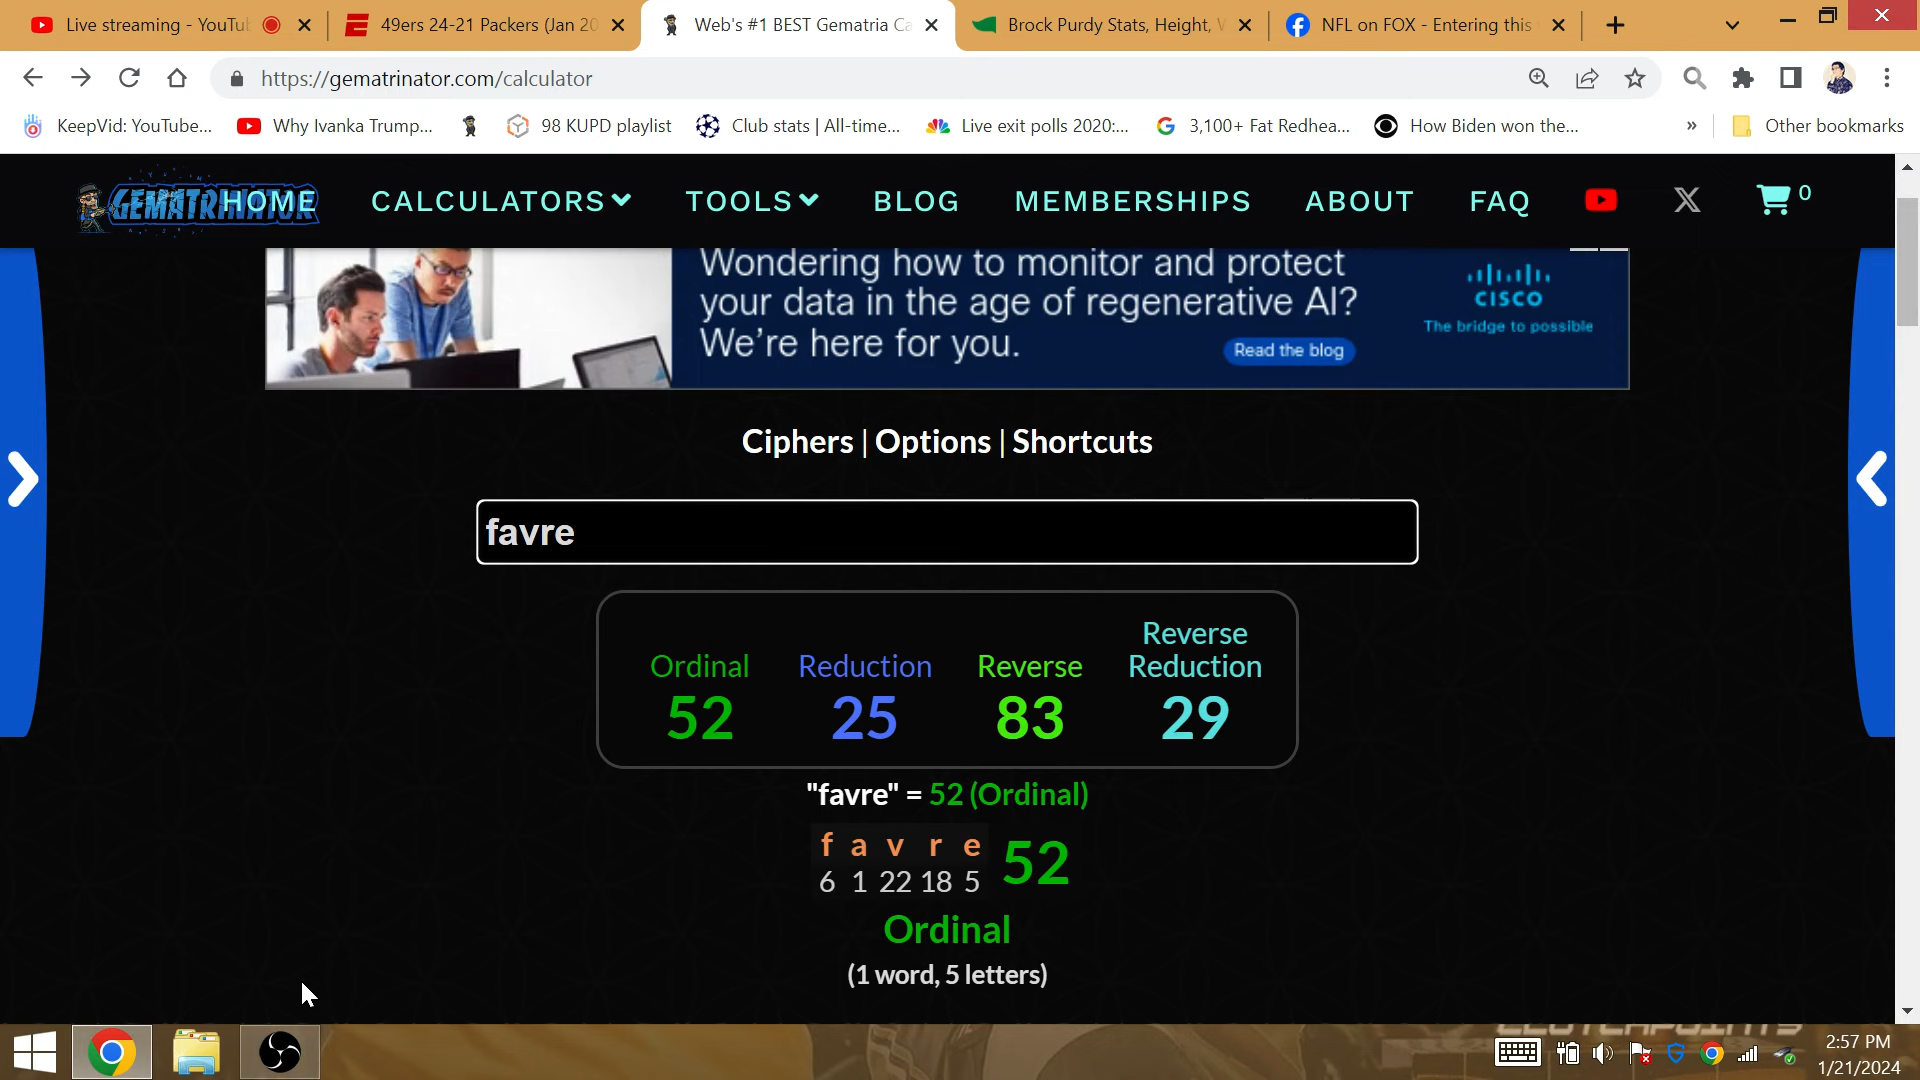 Live streaming - YouTu
49ers 24-21 Packers (Jan 20
Web's #1 BEST Gematria Ca
Brock Purdy Stats, Height, W
NFL on FOX - Entering this
https://gematrinator.com/calculator
KeepVid: YouTube...
Why Ivanka Trump...
98 KUPD playlist
Club stats | All-time...
Live exit polls 2020:...
3,100+ Fat Redhea...
How Biden won the...
»
Other bookmarks
GEMATRINATOR
HOME
CALCULATORS
TOOLS
BLOG
MEMBERSHIPS
ABOUT
FAQ
0
Wondering how to monitor and protect
your data in the age of regenerative AI?
We're here for you.
Read the blog
CISCO
The bridge to possible
Ciphers | Options | Shortcuts
favre
Ordinal
52
Reduction
25
Reverse
83
Reverse
Reduction
29
"favre" = 52 (Ordinal)
f a v r e 52
6 1 22 18 5
Ordinal
(1 word, 5 letters)
CLUTCHPOINTS
2:57 PM
1/21/2024